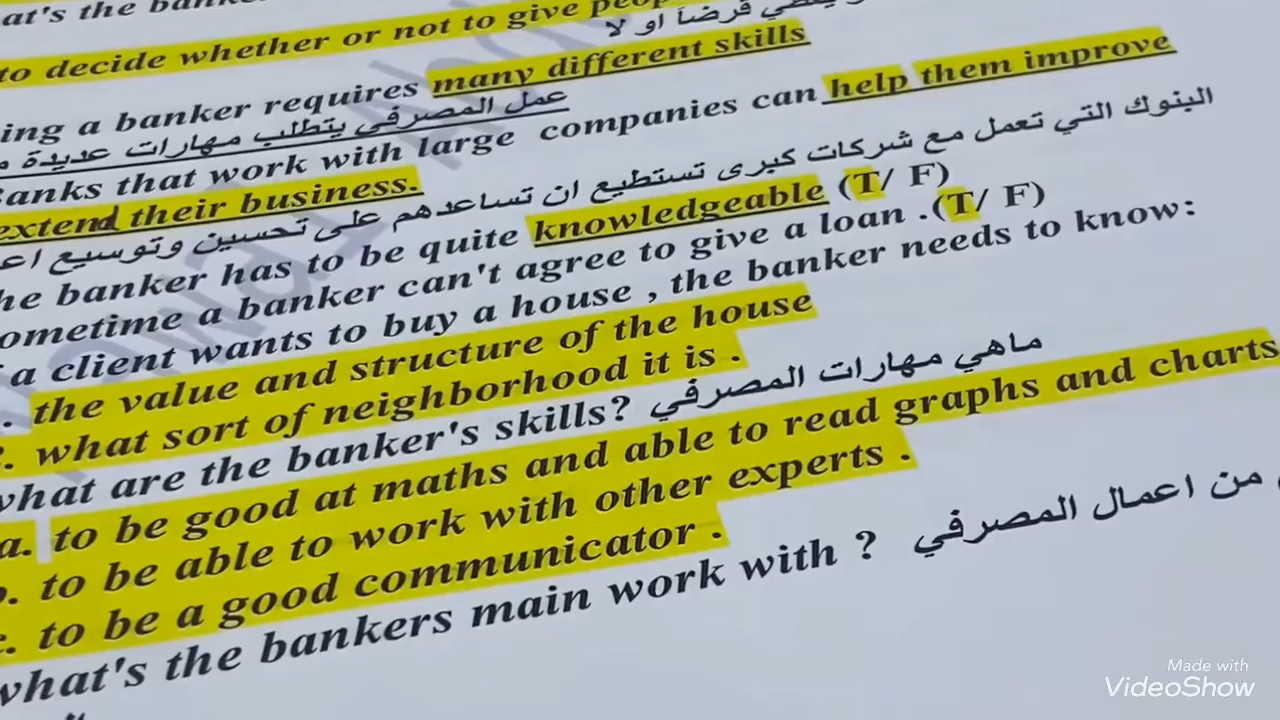 at's the
to decide whether or not to give
قرضاً او لا
ing a banker requires many different skills
عمل المصرفي يتطلب مهارات عديدة
anks that work with large companies can help them improve
البنوك التي تعمل مع شركات كبرى تستطيع ان تساعدهم على تحسين وتوسيع
extend their business.
he banker has to be quite knowledgeable (T/ F)
ometime a banker can't agree to give a loan .(T/ F)
a client wants to buy a house , the banker needs to know:
. the value and structure of the house
. what sort of neighborhood it is .
what are the banker's skills? ماهي مهارات المصرفي
a. to be good at maths and able to read graphs and charts
. to be able to work with other experts .
. to be a good communicator .
what's the bankers main work with ? من اعمال المصرفي
Made with
VideoShow